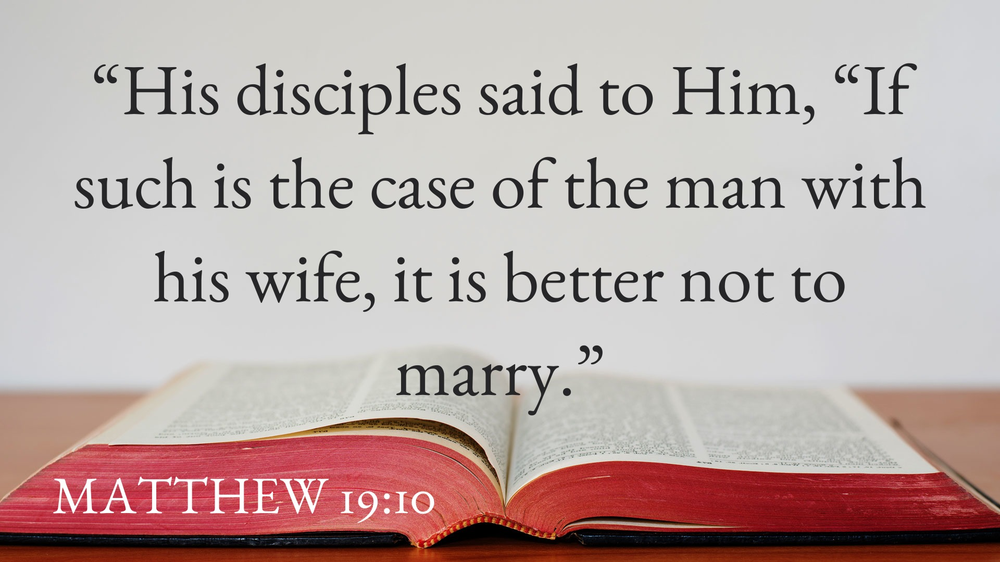 “His disciples said to Him, “If
such is the case of the man with
his wife, it is better not to
marry.”
MATTHEW 19:10